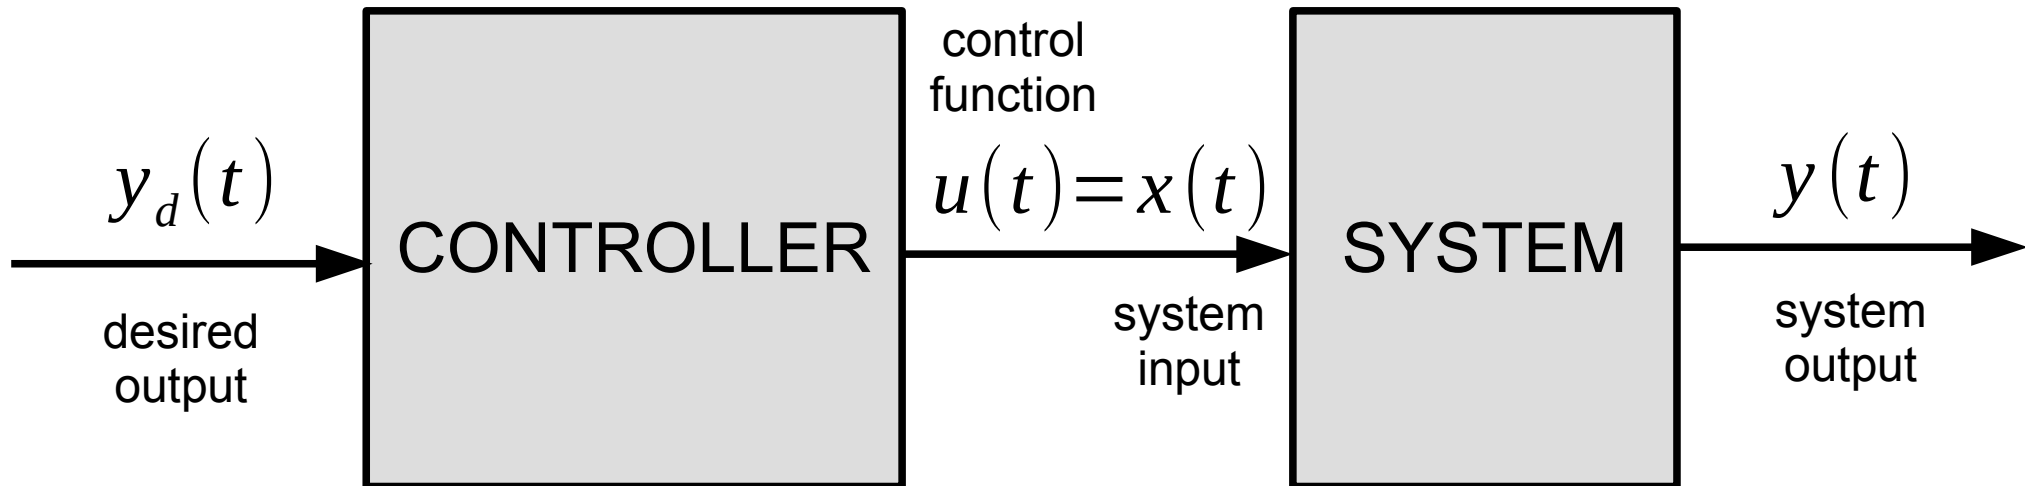 y_d(t)
desired
output
CONTROLLER
control
function
u(t)=x(t)
system
input
SYSTEM
y(t)
system
output